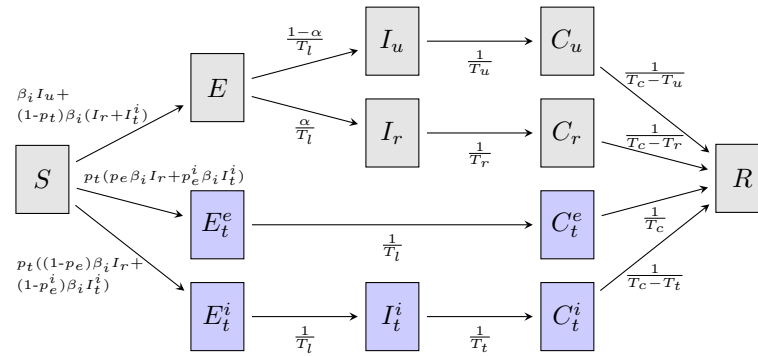 1−α
T_l
I_u
1
T_u
C_u
E
β_i I_u+
(1-p_t)β_i(I_r+I_t^i)
α
T_l
I_r
1
T_r
C_r
1
T_c−T_u
1
T_c−T_r
S
p_t(p_e β_i I_r+p_e^i β_i I_t^i)
R
E_t^e
1
T_l
C_t^e
1
T_c
p_t((1-p_e)β_i I_r+
(1-p_e^i)β_i I_t^i)
1
T_c−T_t
E_t^i
1
T_l
I_t^i
1
T_t
C_t^i